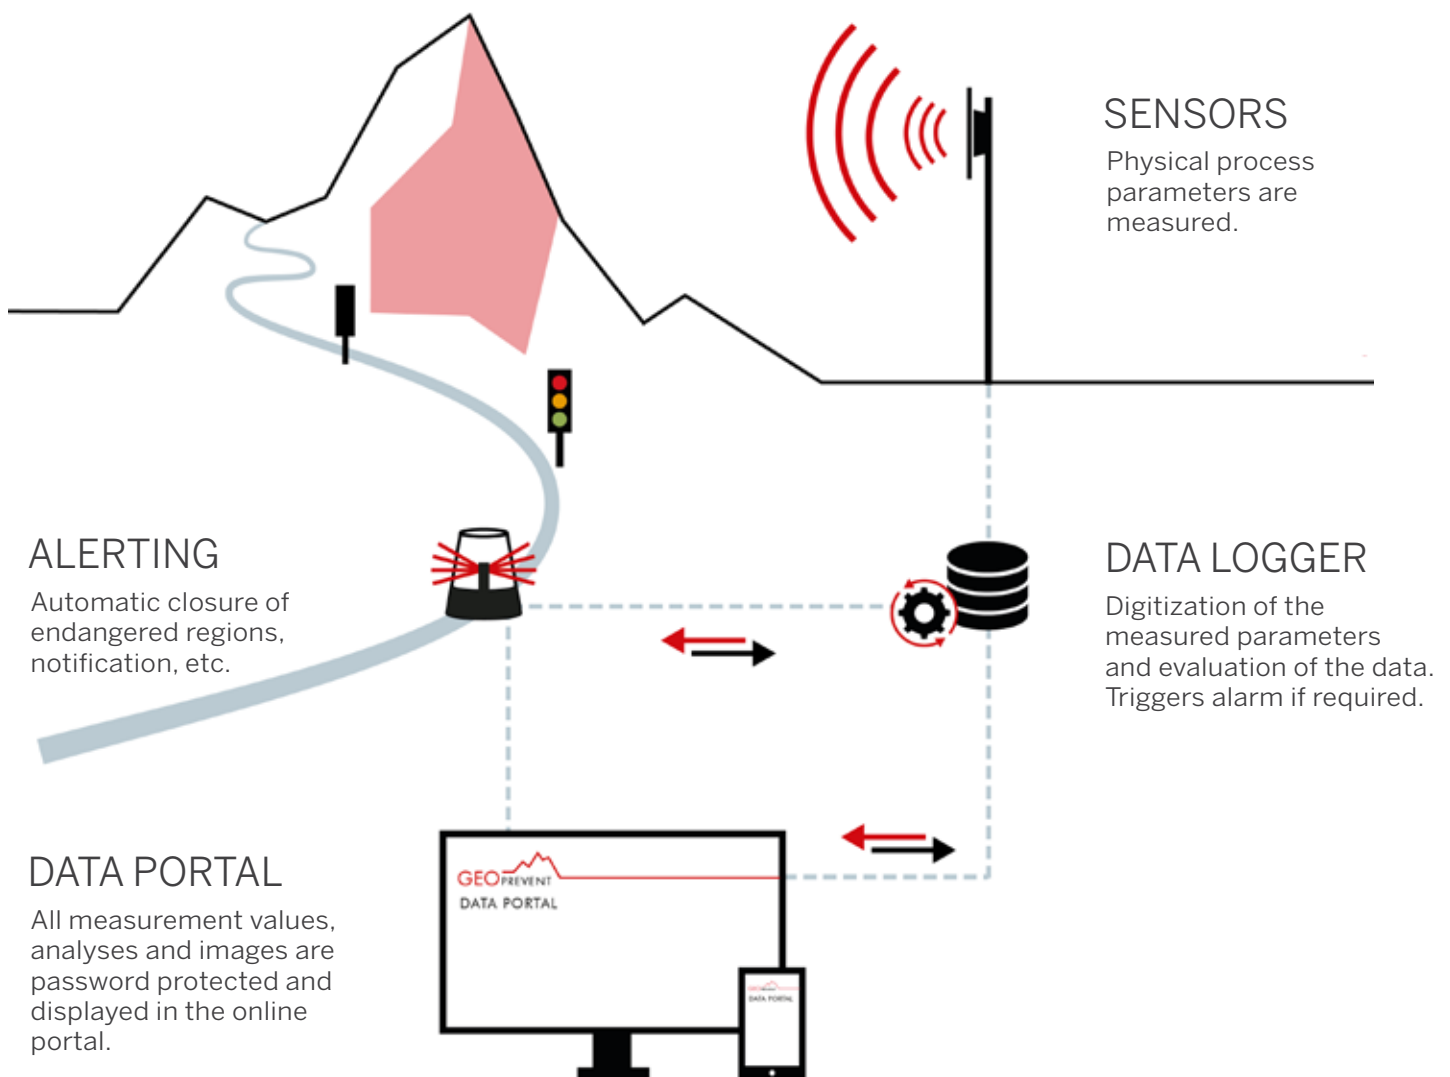 SENSORS
Physical process
parameters are
measured.
ALERTING
Automatic closure of
endangered regions,
notification, etc.
DATA LOGGER
Digitization of the
measured parameters
and evaluation of the data.
Triggers alarm if required.
DATA PORTAL
All measurement values,
analyses and images are
password protected and
displayed in the online
portal.
GEOPREVENT
DATA PORTAL
DATA PORTAL